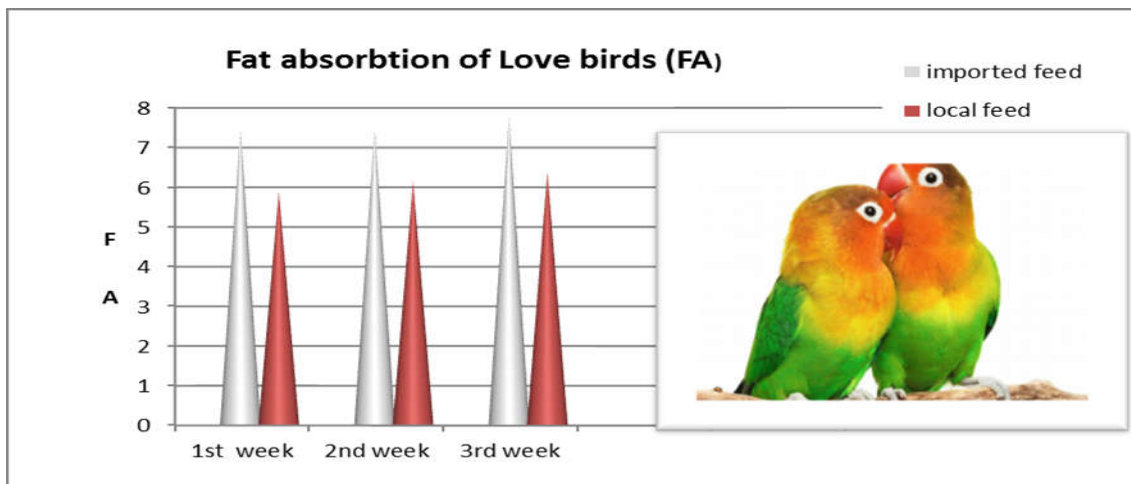 Fat absorbtion of Love birds (FA)
imported feed
local feed
8
7
6
5
4
3
2
1
0
F
A
1st week
2nd week
3rd week